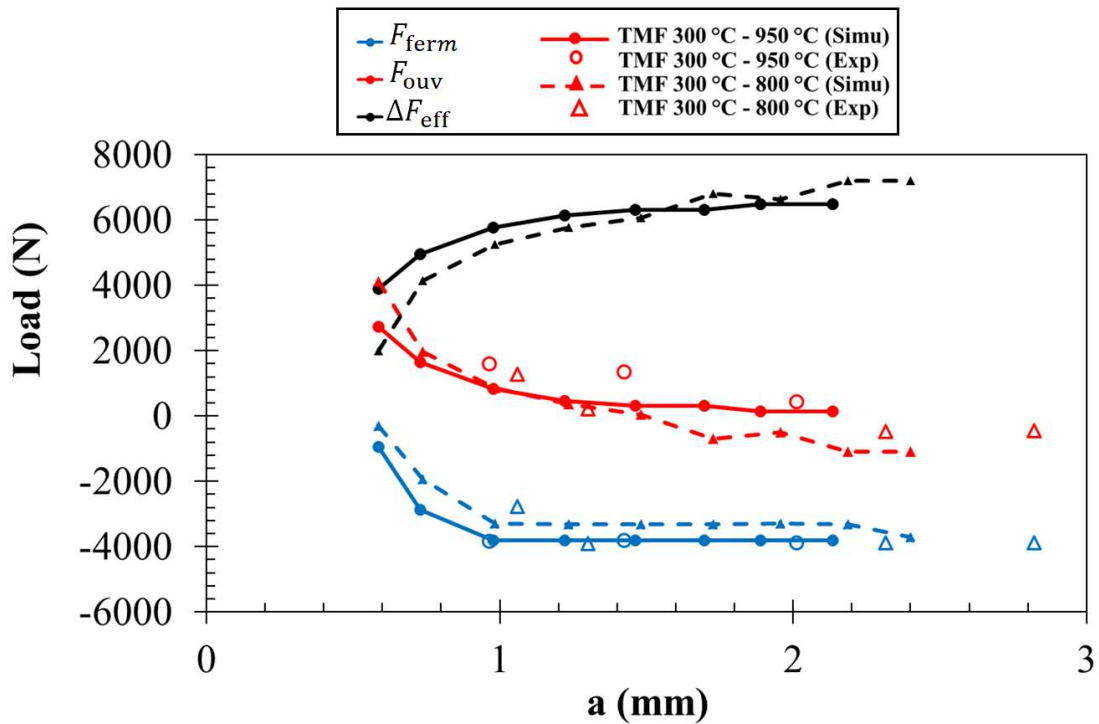 F_ferm
F_ouv
ΔF_eff
TMF 300 °C - 950 °C (Simu)
TMF 300 °C - 950 °C (Exp)
TMF 300 °C - 800 °C (Simu)
TMF 300 °C - 800 °C (Exp)
Load (N)
8000
6000
4000
2000
0
-2000
-4000
-6000
0
1
2
3
a (mm)